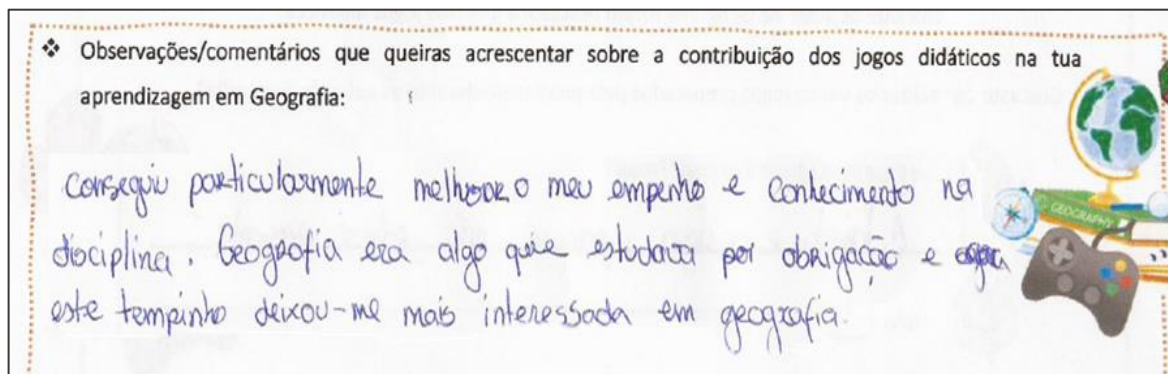 ❖ Observações/comentários que queiras acrescentar sobre a contribuição dos jogos didáticos na tua
aprendizagem em Geografia:
conseguiu particularmente melhorar o meu empenho e conhecimento na
disciplina. Geografia era algo que estudava por obrigação e agora
este tempinho deixou-me mais interessada em geografia.
GEOGRAPHY